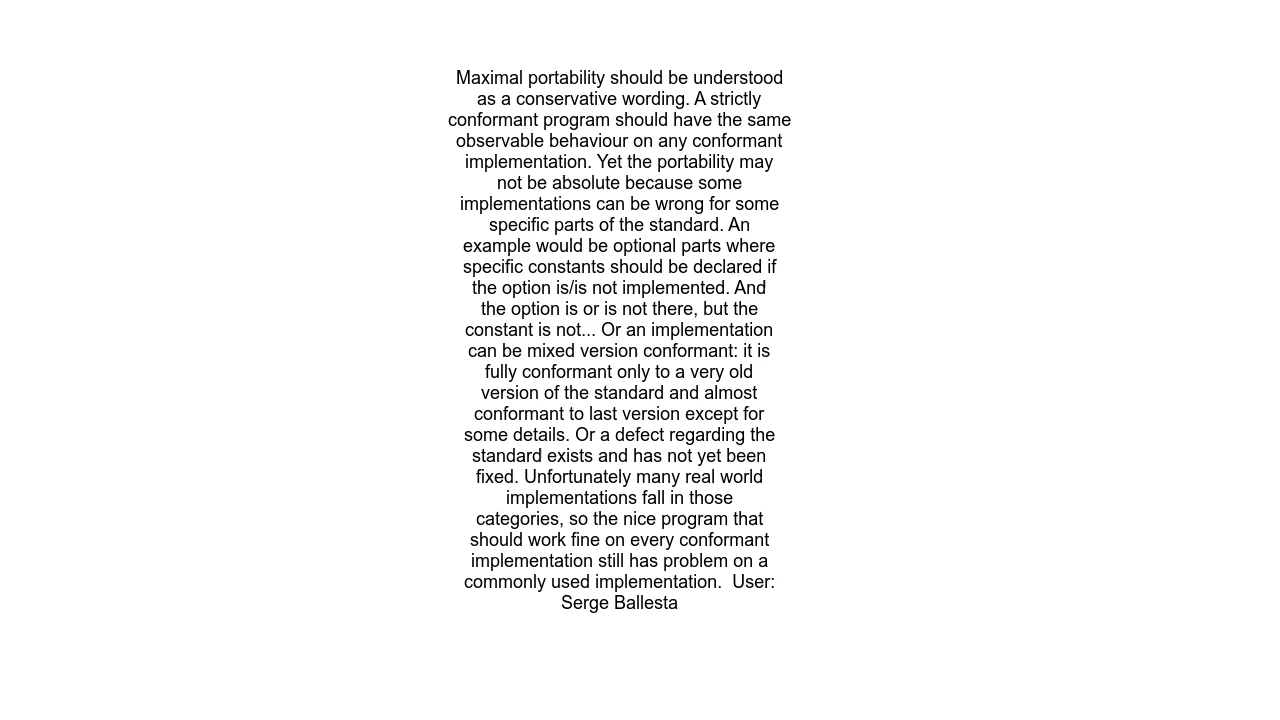 Maximal portability should be understood
as a conservative wording. A strictly
conformant program should have the same
observable behaviour on any conformant
implementation. Yet the portability may
not be absolute because some
implementations can be wrong for some
specific parts of the standard. An
example would be optional parts where
specific constants should be declared if
the option is/is not implemented. And
the option is or is not there, but the
constant is not... Or an implementation
can be mixed version conformant: it is
fully conformant only to a very old
version of the standard and almost
conformant to last version except for
some details. Or a defect regarding the
standard exists and has not yet been
fixed. Unfortunately many real world
implementations fall in those
categories, so the nice program that
should work fine on every conformant
implementation still has problem on a
commonly used implementation.  User:
Serge Ballesta